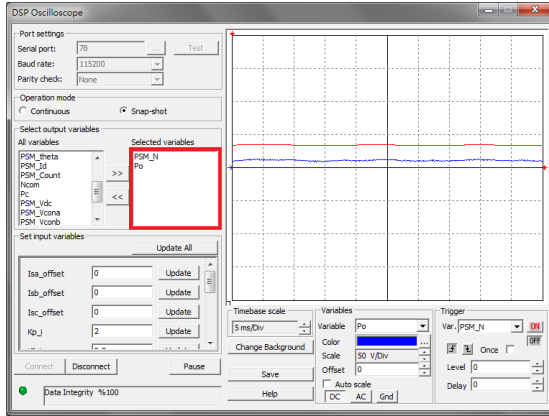 DSP Oscilloscope
Port settings
Serial port: 78 ... Test
Baud rate: 115200
Parity check: None
Operation mode
Continuous Snap-shot
Select output variables
All variables Selected variables
PSM_theta
PSM_Id
PSM_Count
Ncom
Pc
PSM_Vdc
PSM_Vcona
PSM_Vconb
>>
<<
PSM_N
Po
Set input variables
Update All
Isa_offset 0 Update
Isb_offset 0 Update
Isc_offset 0 Update
Kp_i 2 Update
Connect Disconnect Pause
Data Integrity %100
Timebase scale
5 ms/Div
Change Background
Save
Help
Variables
Variable Po
Color ...
Scale 50 V/Div
Offset 0
Auto scale
DC AC Gnd
Trigger
Var. PSM_N ON
OFF
Once
Level 0
Delay 0